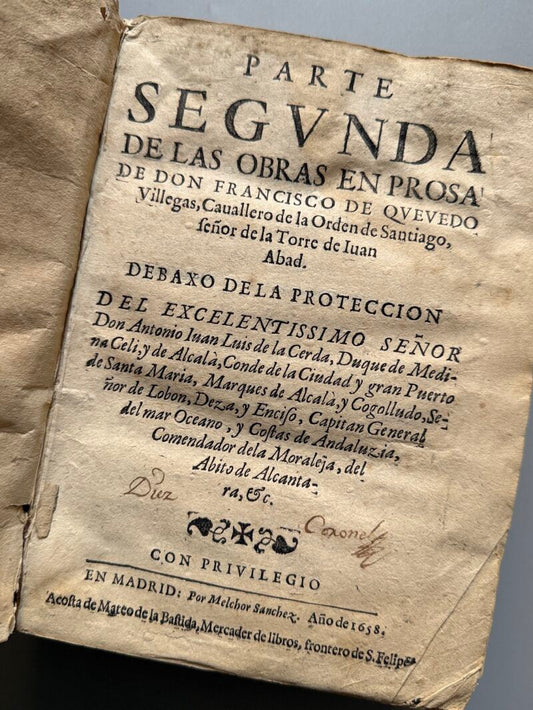 PARTE
SEGVNDA
DE LAS OBRAS EN PROSA
DE DON FRANCISCO DE QVEVEDO
Villegas, Cauallero de la Orden de Santiago,
ſeñor de la Torre de Iuan
Abad.
DEBAXO DE LA PROTECCION
DEL EXCELENTISSIMO SEÑOR
Don Antonio Iuan Luis de la Cerda, Duque de Medi-
na Celi, y de Alcalà, Conde de la Ciudad y gran Puerto
de Santa Maria, Marques de Alcalà, y Cogolludo, Se-
ñor de Lobon, Deza, y Enciſo, Capitan General
del mar Oceano, y Coſtas de Andaluzia,
Comendador de la Moraleja, del
Abito de Alcanta-
ra, &c.
Diez Coronel
CON PRIVILEGIO
EN MADRID: Por Melchor Sanchez. Año de 1658.
Acoſta de Mateo de la Baſtida, Mercader de libros, frontero de S. Felipe